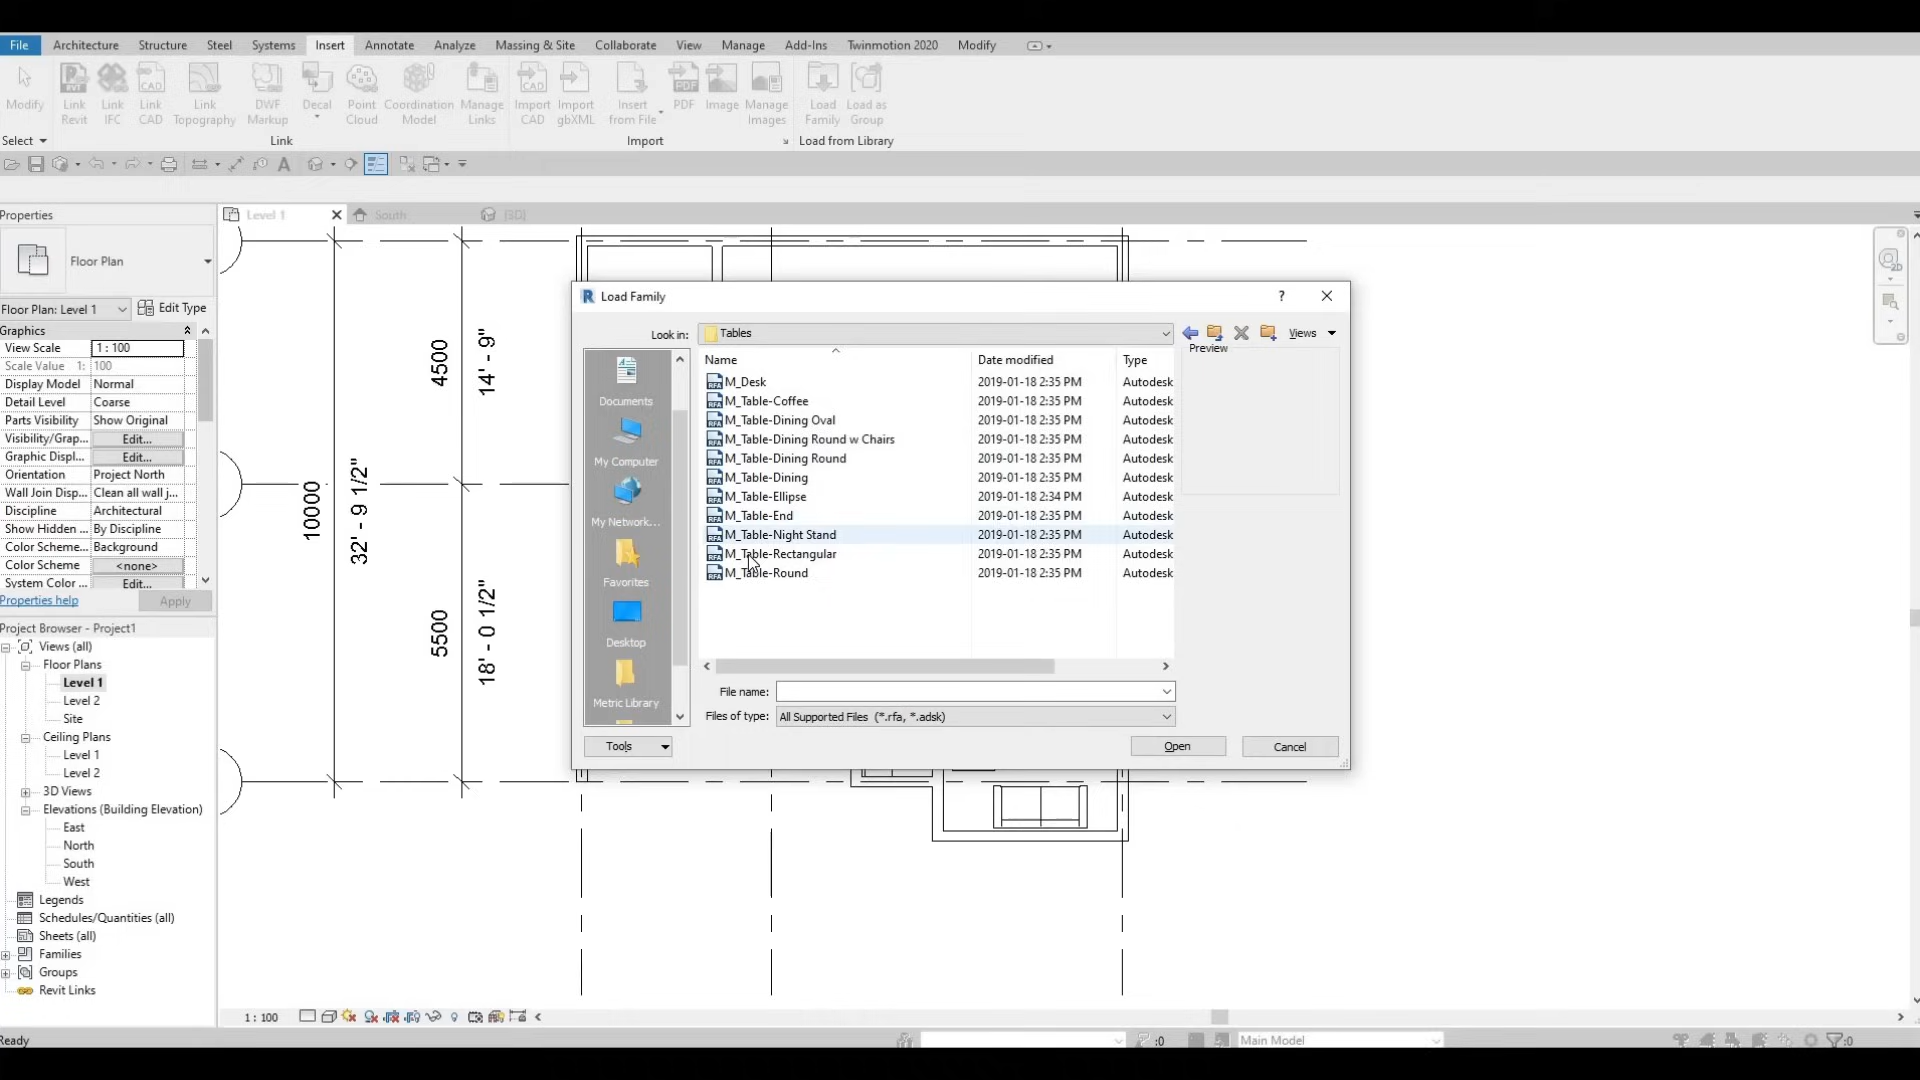 File Architecture Structure Steel Systems Insert Annotate Analyze Massing & Site Collaborate View Manage Add-Ins Twinmotion 2020 Modify
Modify
Link Revit
Link IFC
Link CAD
Link Topography
DWF Markup
Decal
Point Cloud
Coordination Model
Manage Links
Import CAD
Import gbXML
Insert from File
PDF
Image
Manage Images
Load Family
Load as Group
Select Link Import Load from Library
Properties
Level 1
South
{3D}
Floor Plan
Floor Plan: Level 1 Edit Type
Graphics
View Scale 1 : 100
Scale Value 1: 100
Display Model Normal
Detail Level Coarse
Parts Visibility Show Original
Visibility/Grap... Edit...
Graphic Displ... Edit...
Orientation Project North
Wall Join Disp... Clean all wall j...
Discipline Architectural
Show Hidden ... By Discipline
Color Scheme... Background
Color Scheme <none>
System Color ... Edit...
Properties help Apply
Project Browser - Project1
Views (all)
Floor Plans
Level 1
Level 2
Site
Ceiling Plans
Level 1
Level 2
3D Views
Elevations (Building Elevation)
East
North
South
West
Legends
Schedules/Quantities (all)
Sheets (all)
Families
Groups
Revit Links
10000
32' - 9 1/2"
4500
14' - 9"
5500
18' - 0 1/2"
Load Family
Look in: Tables Views
Documents
My Computer
My Network...
Favorites
Desktop
Metric Library
Name Date modified Type
M_Desk 2019-01-18 2:35 PM Autodesk
M_Table-Coffee 2019-01-18 2:35 PM Autodesk
M_Table-Dining Oval 2019-01-18 2:35 PM Autodesk
M_Table-Dining Round w Chairs 2019-01-18 2:35 PM Autodesk
M_Table-Dining Round 2019-01-18 2:35 PM Autodesk
M_Table-Dining 2019-01-18 2:35 PM Autodesk
M_Table-Ellipse 2019-01-18 2:34 PM Autodesk
M_Table-End 2019-01-18 2:35 PM Autodesk
M_Table-Night Stand 2019-01-18 2:35 PM Autodesk
M_Table-Rectangular 2019-01-18 2:35 PM Autodesk
M_Table-Round 2019-01-18 2:35 PM Autodesk
Preview
File name:
Files of type: All Supported Files (*.rfa, *.adsk)
Tools Open Cancel
1 : 100
Ready :0 Main Model :0